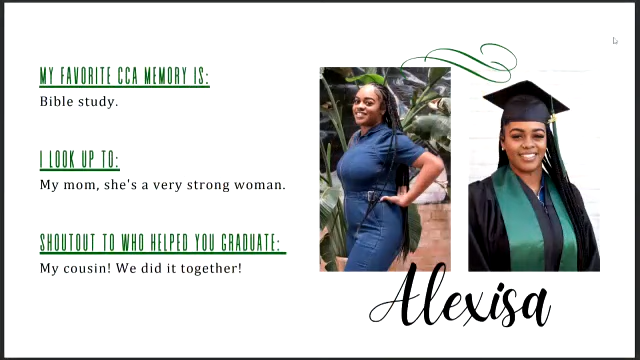 MY FAVORITE CCA MEMORY IS:
Bible study.
I LOOK UP TO:
My mom, she's a very strong woman.
SHOUTOUT TO WHO HELPED YOU GRADUATE:
My cousin! We did it together!
Alexisa